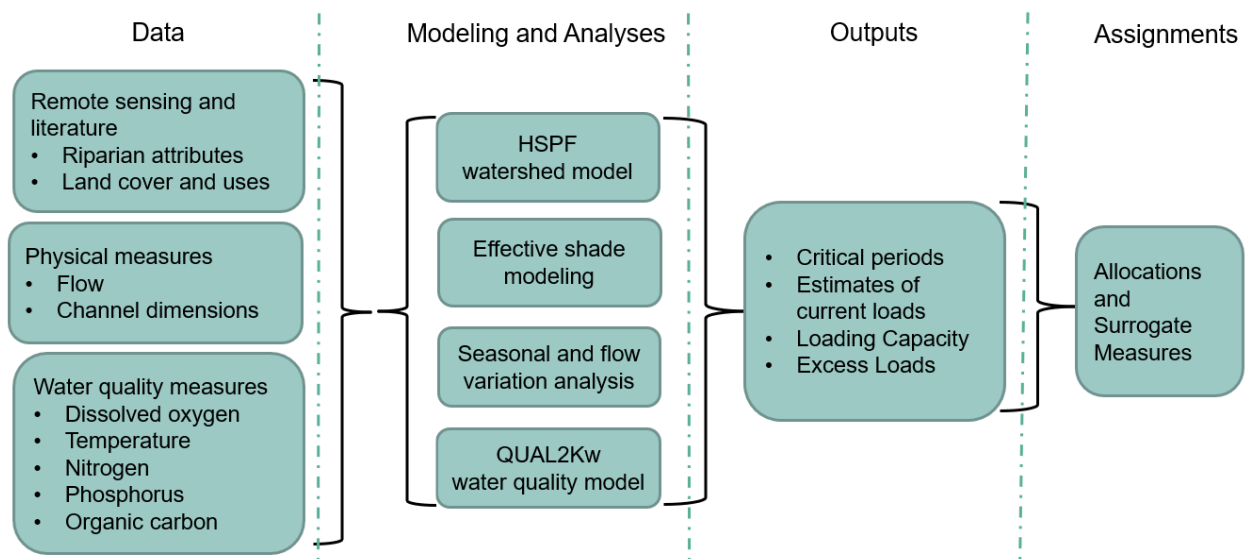 Data
Modeling and Analyses
Outputs
Assignments
Remote sensing and
literature
• Riparian attributes
• Land cover and uses
Physical measures
• Flow
• Channel dimensions
Water quality measures
• Dissolved oxygen
• Temperature
• Nitrogen
• Phosphorus
• Organic carbon
HSPF
watershed model
Effective shade
modeling
Seasonal and flow
variation analysis
QUAL2Kw
water quality model
• Critical periods
• Estimates of
current loads
• Loading Capacity
• Excess Loads
Allocations
and
Surrogate
Measures